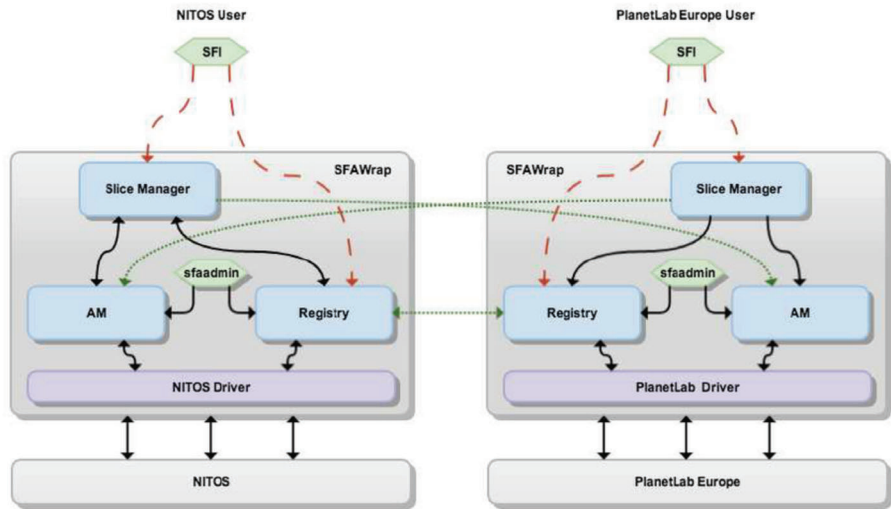 NITOS User
PlanetLab Europe User
SFI
SFI
SFAWrap
SFAWrap
Slice Manager
Slice Manager
sfaadmin
sfaadmin
AM
Registry
Registry
AM
NITOS Driver
PlanetLab Driver
NITOS
PlanetLab Europe